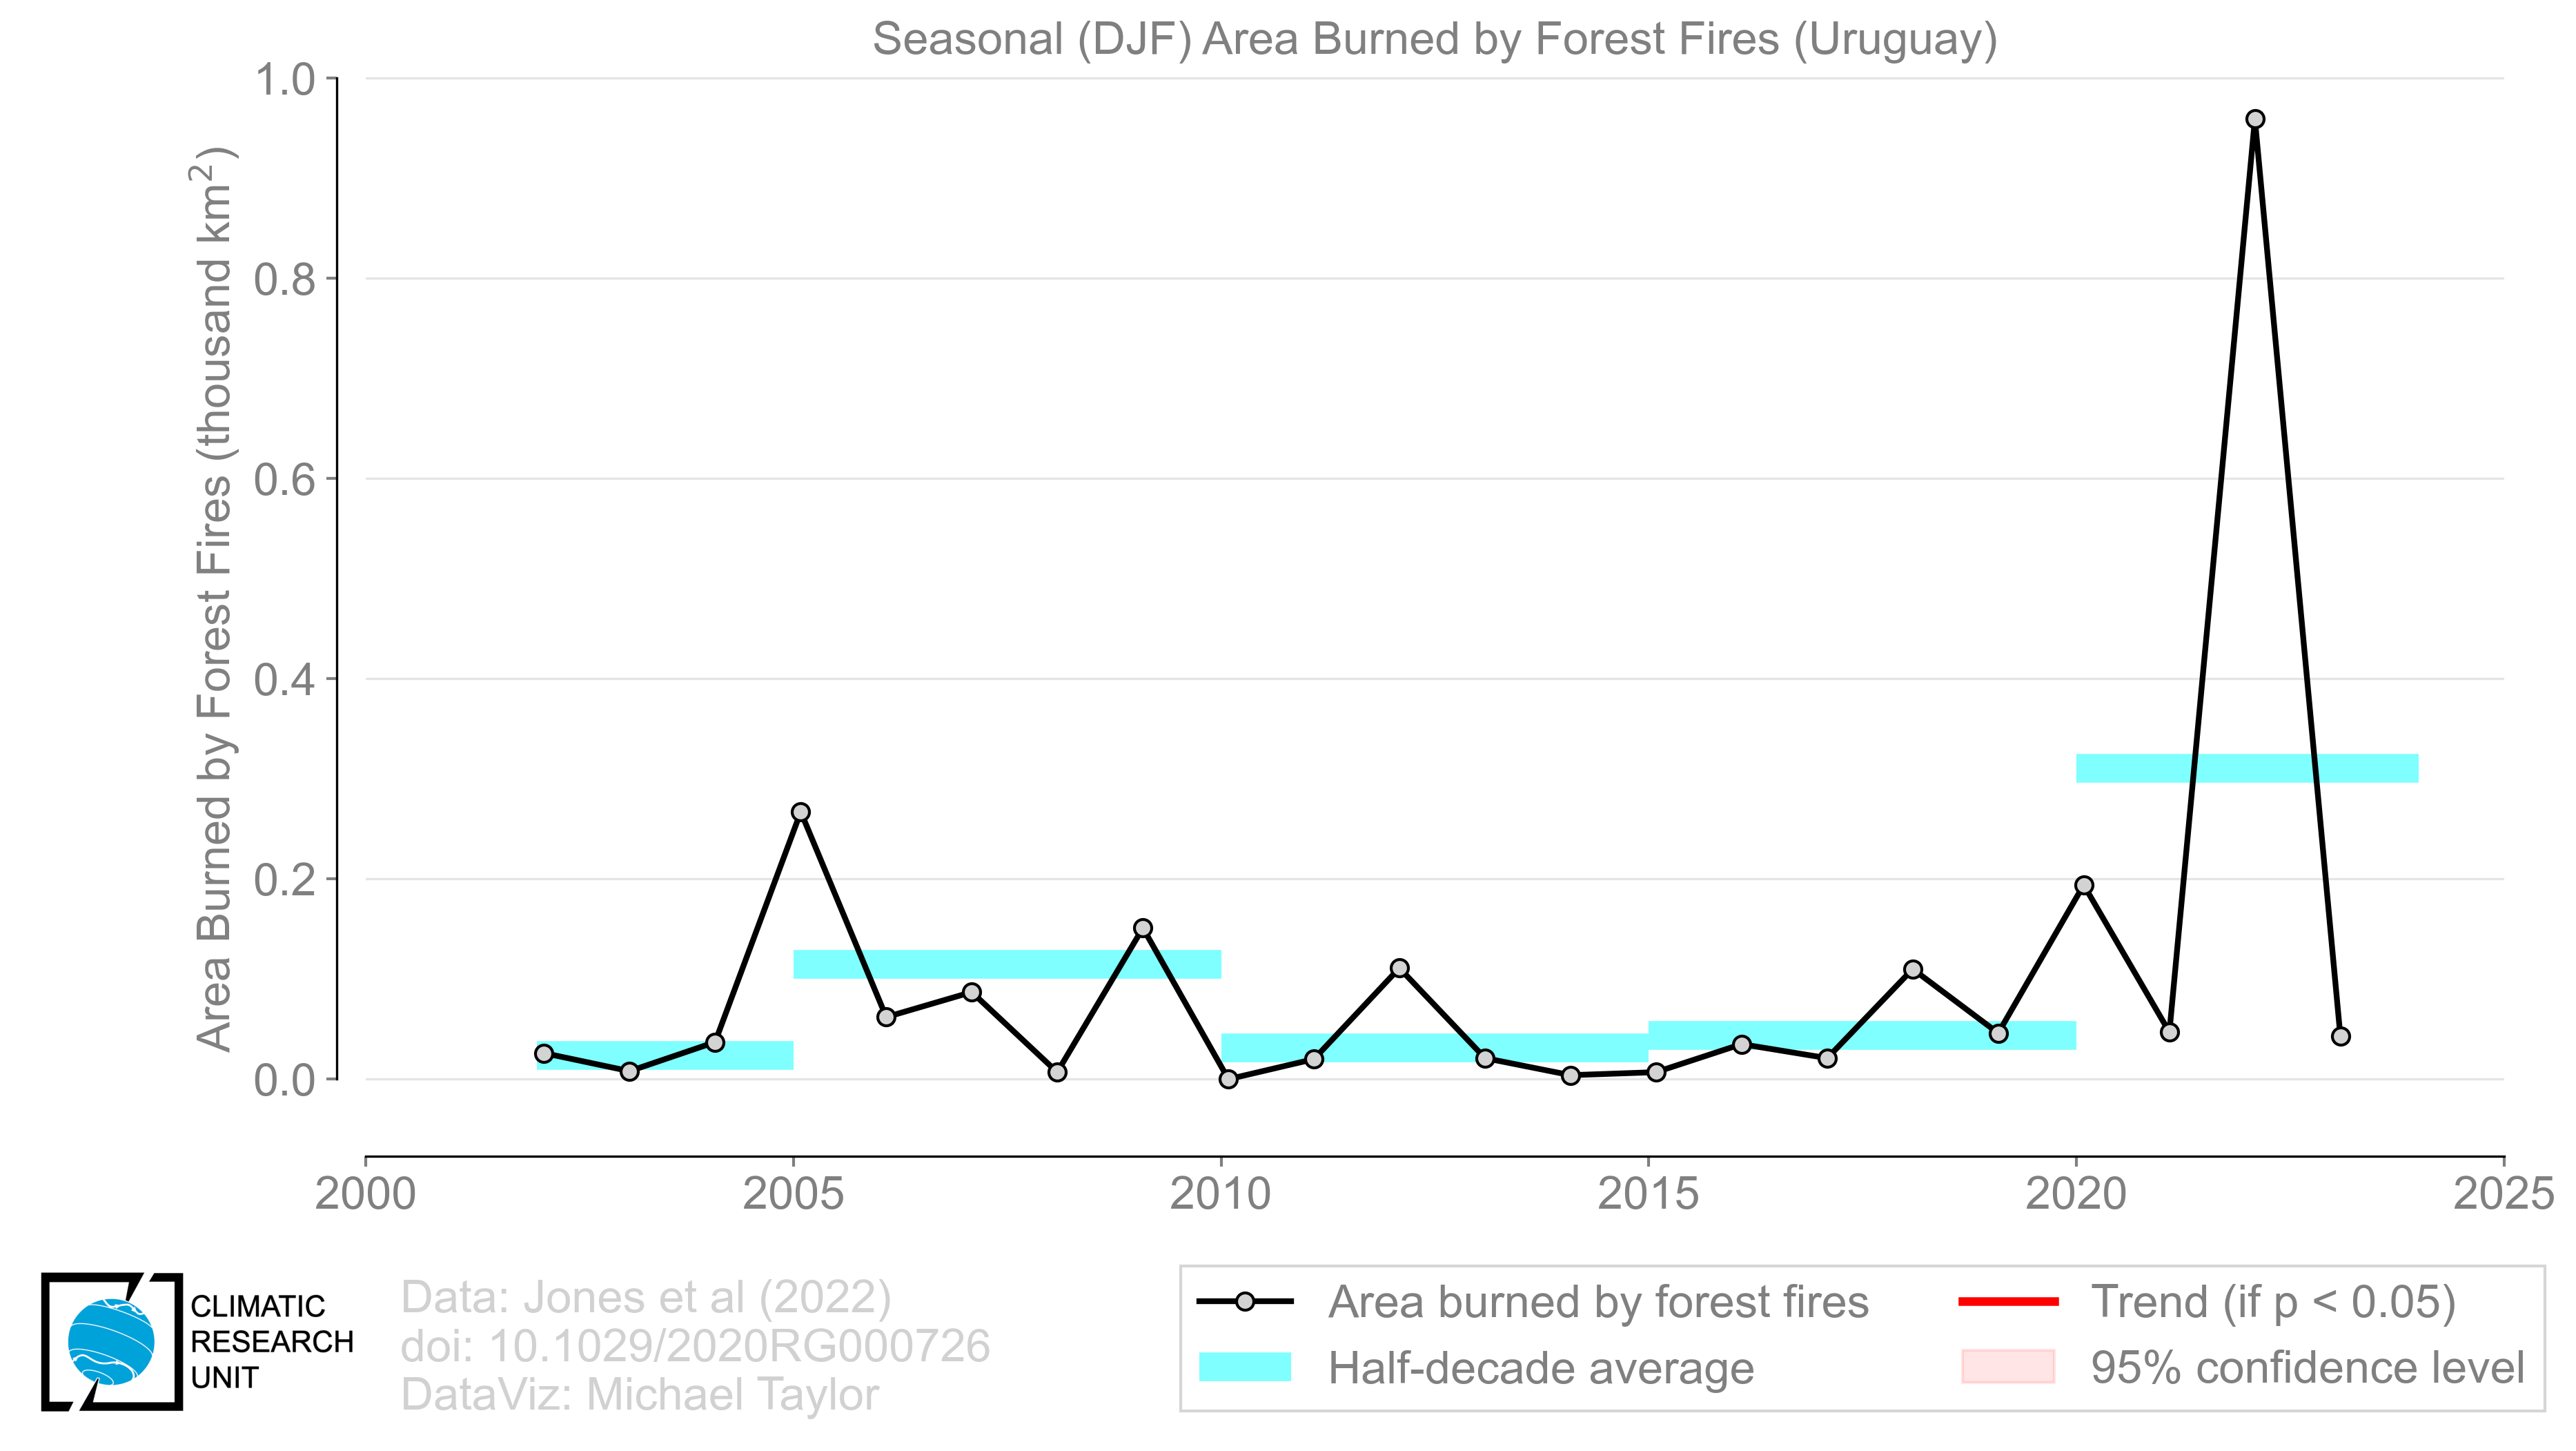 Seasonal (DJF) Area Burned by Forest Fires (Uruguay)
Area Burned by Forest Fires (thousand km²)
1.0
0.8
0.6
0.4
0.2
0.0
2000
2005
2010
2015
2020
2025
CLIMATIC
RESEARCH
UNIT
Data: Jones et al (2022)
doi: 10.1029/2020RG000726
DataViz: Michael Taylor
Area burned by forest fires
Half-decade average
Trend (if p < 0.05)
95% confidence level